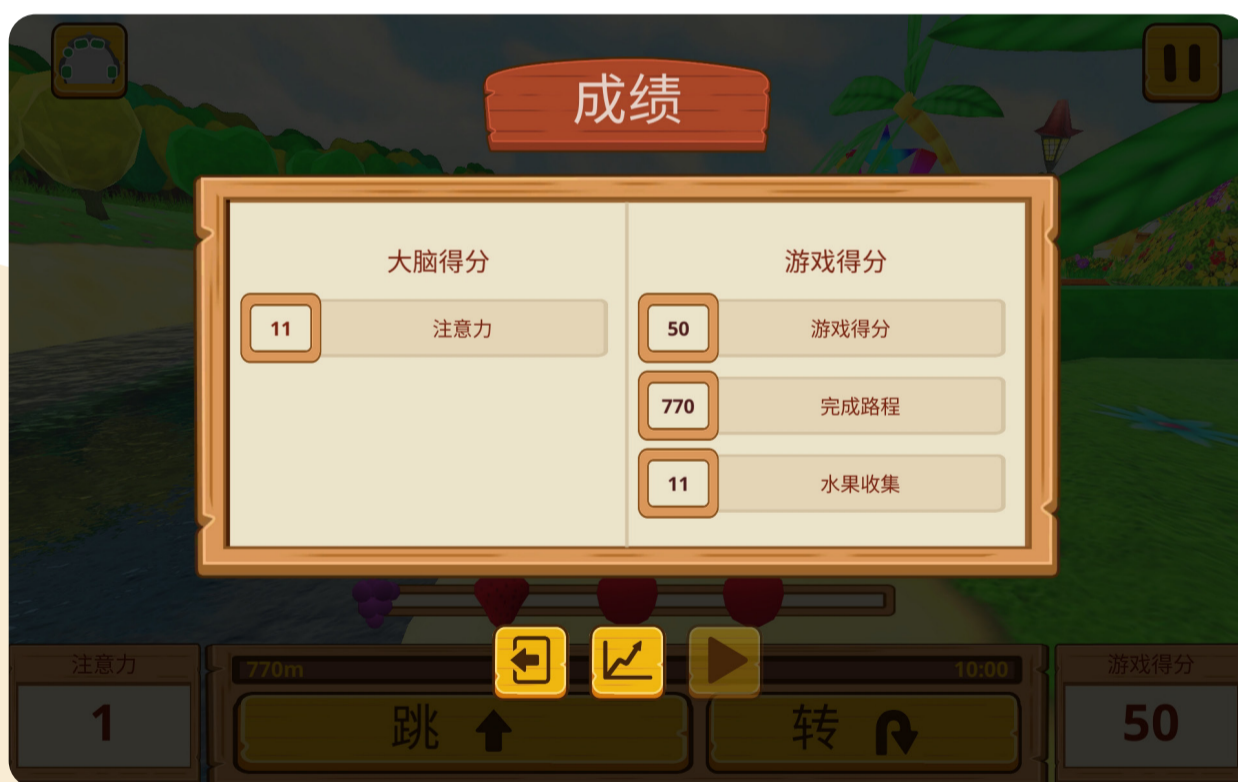 成绩
大脑得分
11 注意力
游戏得分
50 游戏得分
770 完成路程
11 水果收集
注意力
1
770m
10:00
跳
转
游戏得分
50